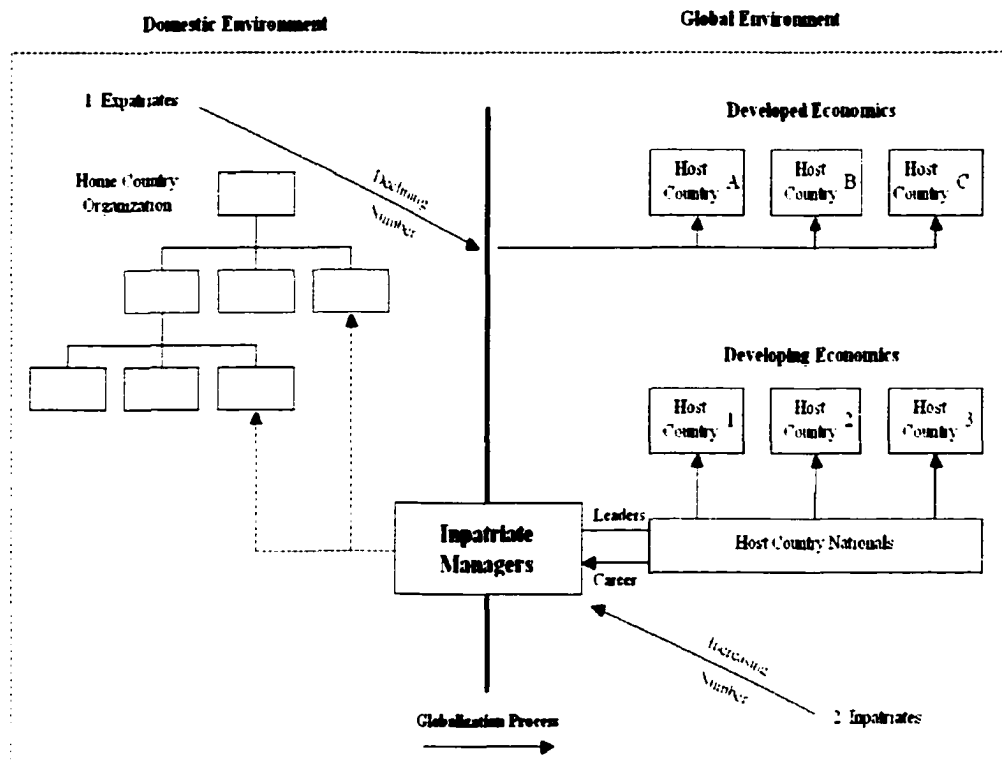 Domestic Environment
Global Environment
1 Expatriates
Declining
Number
Home Country
Organization
Developed Economics
Host
Country A
Host
Country B
Host
Country C
Developing Economics
Host
Country 1
Host
Country 2
Host
Country 3
Inpatriate
Managers
Leaders
Career
Host Country Nationals
Increasing
Number
2 Inpatriates
Globalization Process